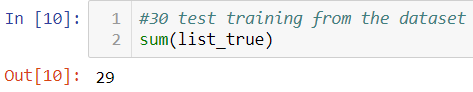 In [10]: 1 #30 test training from the dataset
2 sum(list_true)
Out[10]: 29